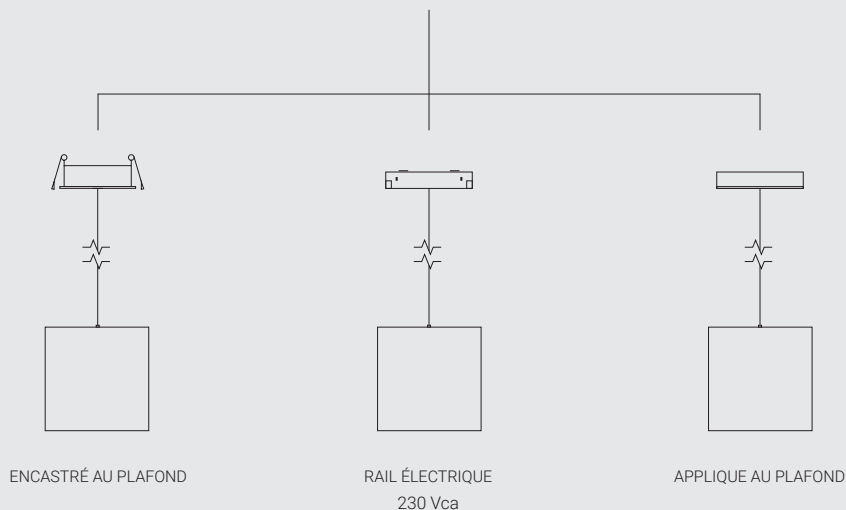 ENCASTRÉ AU PLAFOND
RAIL ÉLECTRIQUE
230 Vca
APPLIQUE AU PLAFOND